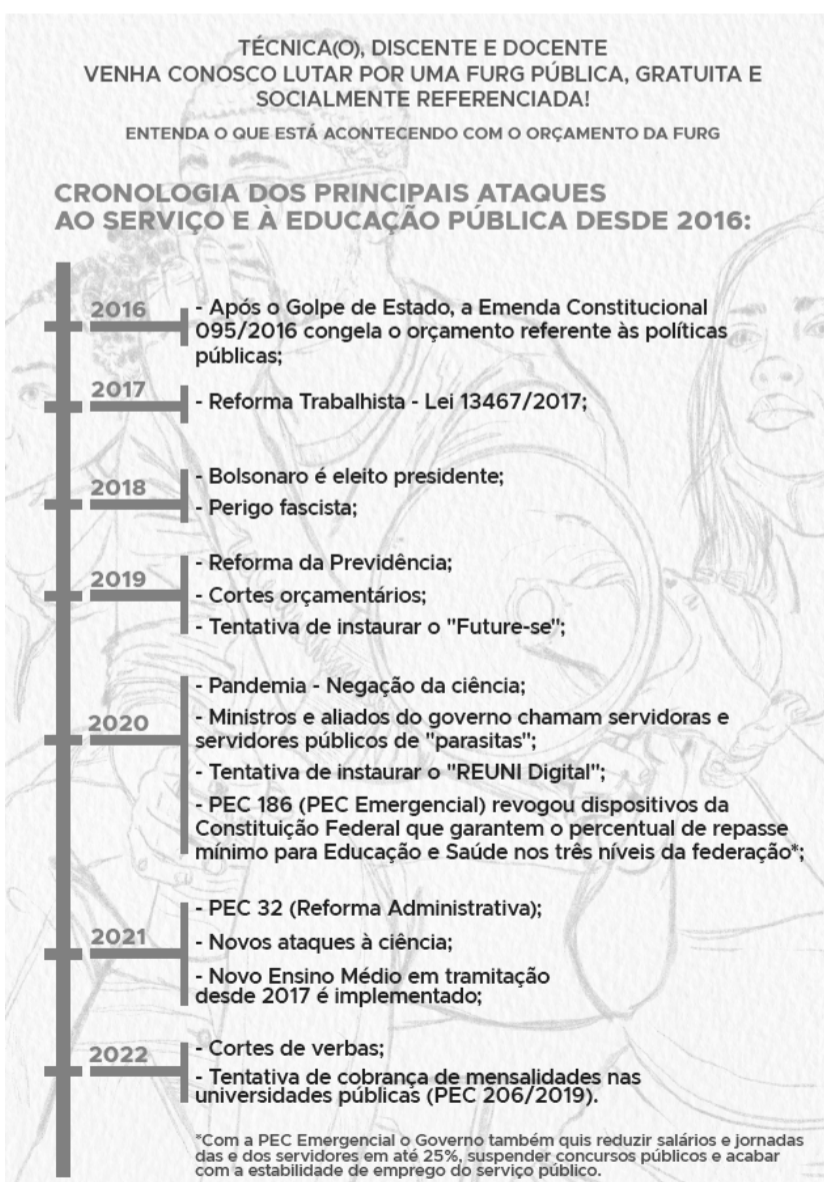 TÉCNICA(O), DISCENTE E DOCENTE
VENHA CONOSCO LUTAR POR UMA FURG PÚBLICA, GRATUITA E
SOCIALMENTE REFERENCIADA!
ENTENDA O QUE ESTÁ ACONTECENDO COM O ORÇAMENTO DA FURG
CRONOLOGIA DOS PRINCIPAIS ATAQUES
AO SERVIÇO E À EDUCAÇÃO PÚBLICA DESDE 2016:
2016
- Após o Golpe de Estado, a Emenda Constitucional
095/2016 congela o orçamento referente às políticas
públicas;
2017
- Reforma Trabalhista - Lei 13467/2017;
2018
- Bolsonaro é eleito presidente;
- Perigo fascista;
2019
- Reforma da Previdência;
- Cortes orçamentários;
- Tentativa de instaurar o "Future-se";
2020
- Pandemia - Negação da ciência;
- Ministros e aliados do governo chamam servidoras e
servidores públicos de "parasitas";
- Tentativa de instaurar o "REUNI Digital";
- PEC 186 (PEC Emergencial) revogou dispositivos da
Constituição Federal que garantem o percentual de repasse
mínimo para Educação e Saúde nos três níveis da federação*;
2021
- PEC 32 (Reforma Administrativa);
- Novos ataques à ciência;
- Novo Ensino Médio em tramitação
desde 2017 é implementado;
2022
- Cortes de verbas;
- Tentativa de cobrança de mensalidades nas
universidades públicas (PEC 206/2019).
*Com a PEC Emergencial o Governo também quis reduzir salários e jornadas
das e dos servidores em até 25%, suspender concursos públicos e acabar
com a estabilidade de emprego do serviço público.